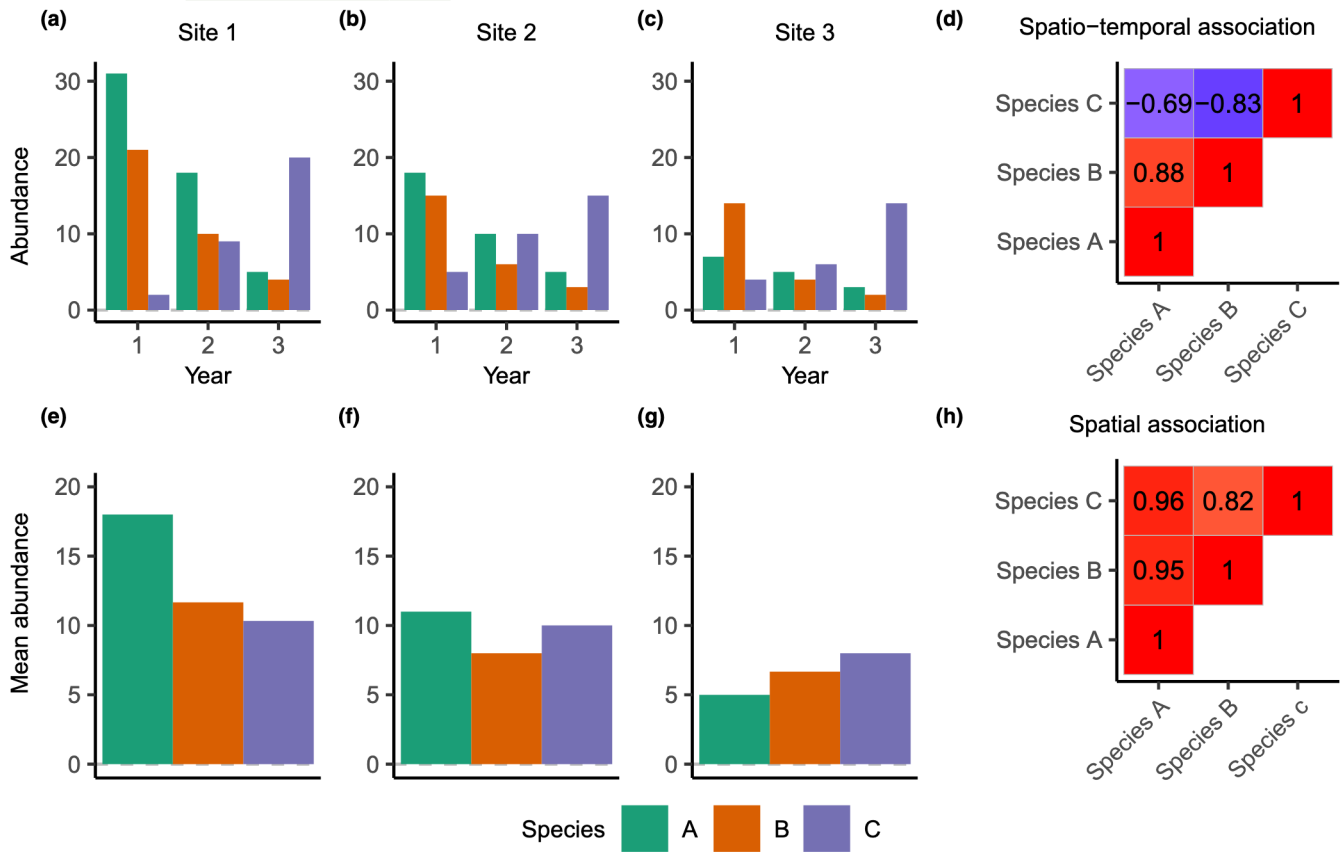 (a) Site 1 (b) Site 2 (c) Site 3 (d) Spatio−temporal association
Abundance
30
20
10
0
1 2 3
Year
30
20
10
0
1 2 3
Year
30
20
10
0
1 2 3
Year
Species C −0.69 −0.83 1
Species B 0.88 1
Species A 1
Species A Species B Species C
(e) (f) (g) (h) Spatial association
Mean abundance
20
15
10
5
0
20
15
10
5
0
20
15
10
5
0
Species C 0.96 0.82 1
Species B 0.95 1
Species A 1
Species A Species B Species c
Species A B C